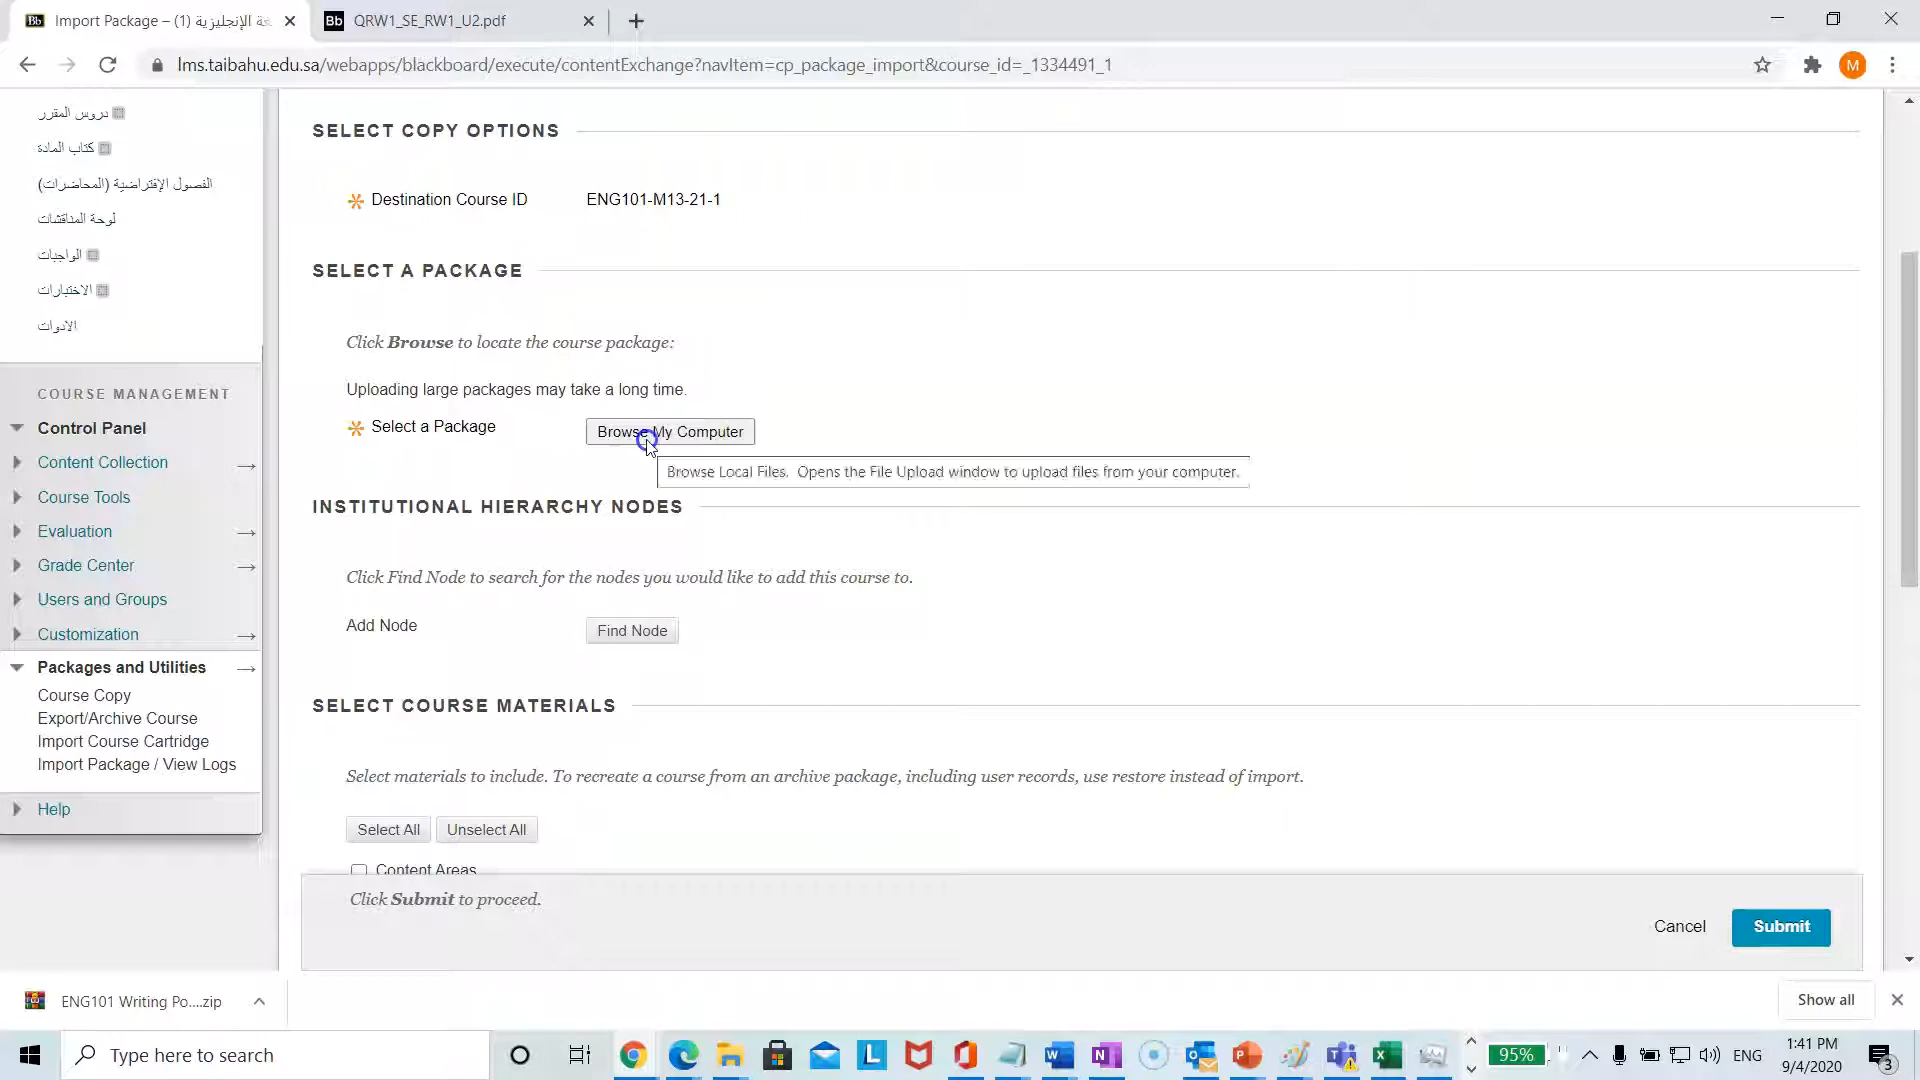 Import Package – (1) غة الإنجليزية
QRW1_SE_RW1_U2.pdf
lms.taibahu.edu.sa/webapps/blackboard/execute/contentExchange?navItem=cp_package_import&course_id=_1334491_1
M
دروس المقرر
كتاب المادة
الفصول الإفتراضية (المحاضرات)
لوحة المناقشات
الواجبات
الاختبارات
الادوات
COURSE MANAGEMENT
Control Panel
Content Collection
Course Tools
Evaluation
Grade Center
Users and Groups
Customization
Packages and Utilities
Course Copy
Export/Archive Course
Import Course Cartridge
Import Package / View Logs
Help
SELECT COPY OPTIONS
Destination Course ID ENG101-M13-21-1
SELECT A PACKAGE
Click Browse to locate the course package:
Uploading large packages may take a long time.
Select a Package Browse My Computer
Browse Local Files. Opens the File Upload window to upload files from your computer.
INSTITUTIONAL HIERARCHY NODES
Click Find Node to search for the nodes you would like to add this course to.
Add Node Find Node
SELECT COURSE MATERIALS
Select materials to include. To recreate a course from an archive package, including user records, use restore instead of import.
Select All Unselect All
Content Areas
Click Submit to proceed.
Cancel Submit
ENG101 Writing Po....zip
Show all
Type here to search
95%
ENG
1:41 PM
9/4/2020
3